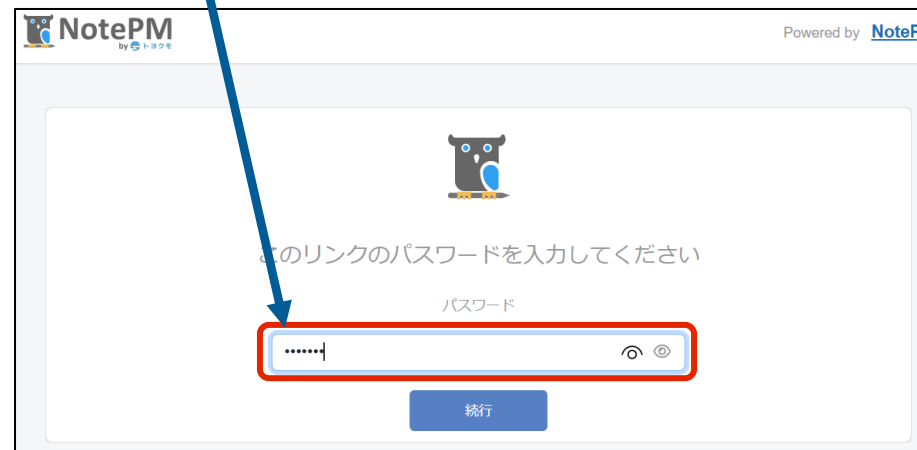 NotePM
by トヨクモ
Powered by NoteP
このリンクのパスワードを入力してください
パスワード
•••••••
続行